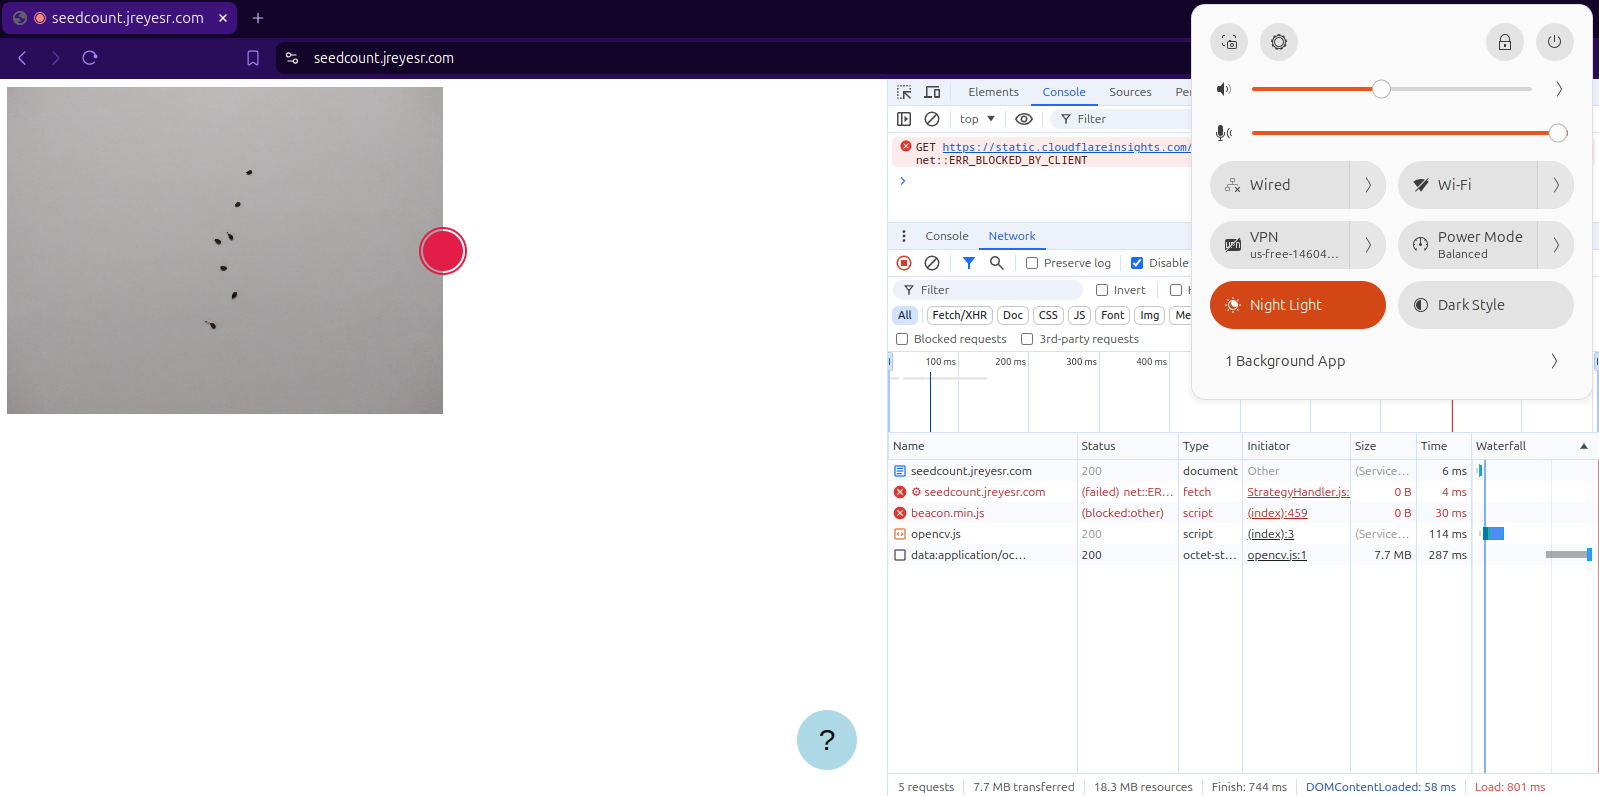 seedcount.jreyesr.com
seedcount.jreyesr.com
Elements Console Sources Pe
top Filter
GET https://static.cloudflareinsights.com/
net::ERR_BLOCKED_BY_CLIENT
Console Network
Preserve log Disable
Filter Invert
All Fetch/XHR Doc CSS JS Font Img Me
Blocked requests 3rd-party requests
100 ms 200 ms 300 ms 400 ms
Name Status Type Initiator Size Time Waterfall
seedcount.jreyesr.com 200 document Other (Service... 6 ms
seedcount.jreyesr.com (failed) net::ER... fetch StrategyHandler.js: 0 B 4 ms
beacon.min.js (blocked:other) script (index):459 0 B 30 ms
opencv.js 200 script (index):3 (Service... 114 ms
data:application/oc... 200 octet-st... opencv.js:1 7.7 MB 287 ms
5 requests 7.7 MB transferred 18.3 MB resources Finish: 744 ms DOMContentLoaded: 58 ms Load: 801 ms
?
Wired Wi-Fi
VPN Power Mode
us-free-14604... Balanced
Night Light Dark Style
1 Background App